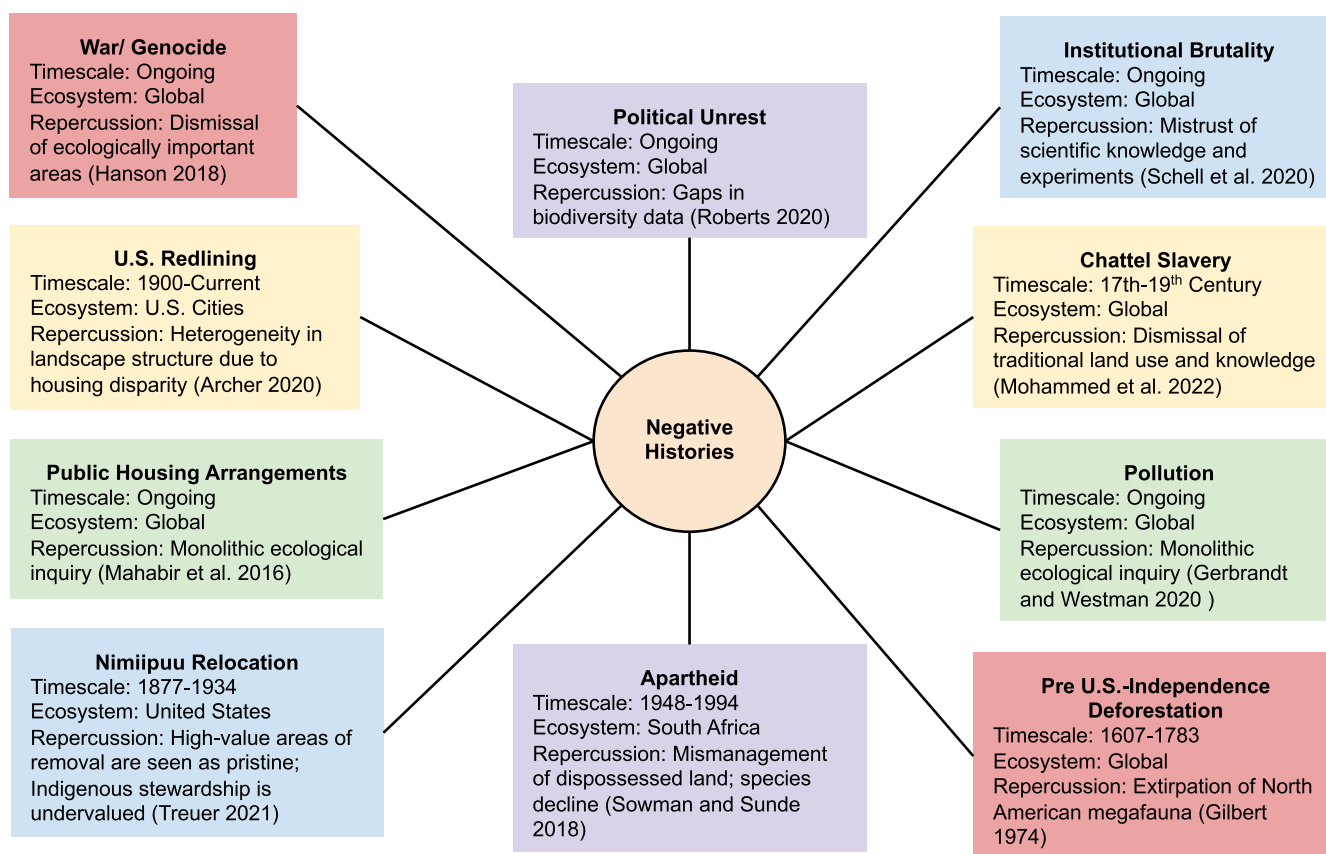 War/ Genocide
Timescale: Ongoing
Ecosystem: Global
Repercussion: Dismissal
of ecologically important
areas (Hanson 2018)
Political Unrest
Timescale: Ongoing
Ecosystem: Global
Repercussion: Gaps in
biodiversity data (Roberts 2020)
Institutional Brutality
Timescale: Ongoing
Ecosystem: Global
Repercussion: Mistrust of
scientific knowledge and
experiments (Schell et al. 2020)
U.S. Redlining
Timescale: 1900-Current
Ecosystem: U.S. Cities
Repercussion: Heterogeneity in
landscape structure due to
housing disparity (Archer 2020)
Chattel Slavery
Timescale: 17th-19th Century
Ecosystem: Global
Repercussion: Dismissal of
traditional land use and knowledge
(Mohammed et al. 2022)
Negative
Histories
Public Housing Arrangements
Timescale: Ongoing
Ecosystem: Global
Repercussion: Monolithic ecological
inquiry (Mahabir et al. 2016)
Pollution
Timescale: Ongoing
Ecosystem: Global
Repercussion: Monolithic
ecological inquiry (Gerbrandt
and Westman 2020 )
Nimiipuu Relocation
Timescale: 1877-1934
Ecosystem: United States
Repercussion: High-value areas of
removal are seen as pristine;
Indigenous stewardship is
undervalued (Treuer 2021)
Apartheid
Timescale: 1948-1994
Ecosystem: South Africa
Repercussion: Mismanagement
of dispossessed land; species
decline (Sowman and Sunde
2018)
Pre U.S.-Independence
Deforestation
Timescale: 1607-1783
Ecosystem: Global
Repercussion: Extirpation of North
American megafauna (Gilbert
1974)